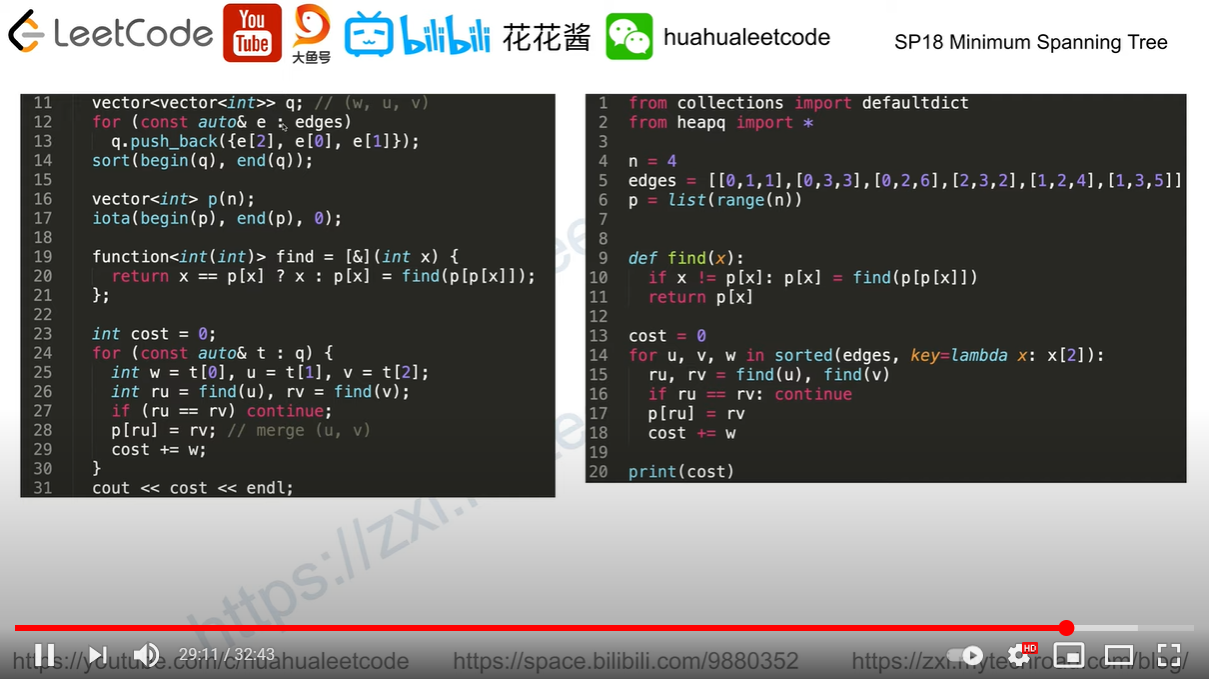 LeetCode You Tube 大鱼号 bilibili 花花酱 huahualeetcode SP18 Minimum Spanning Tree
11 vector<vector<int>> q; // (w, u, v)
12 for (const auto& e : edges)
13   q.push_back({e[2], e[0], e[1]});
14 sort(begin(q), end(q));
15
16 vector<int> p(n);
17 iota(begin(p), end(p), 0);
18
19 function<int(int)> find = [&](int x) {
20   return x == p[x] ? x : p[x] = find(p[p[x]]);
21 };
22
23 int cost = 0;
24 for (const auto& t : q) {
25   int w = t[0], u = t[1], v = t[2];
26   int ru = find(u), rv = find(v);
27   if (ru == rv) continue;
28   p[ru] = rv; // merge (u, v)
29   cost += w;
30 }
31 cout << cost << endl;
1 from collections import defaultdict
2 from heapq import *
3
4 n = 4
5 edges = [[0,1,1],[0,3,3],[0,2,6],[2,3,2],[1,2,4],[1,3,5]]
6 p = list(range(n))
7
8
9 def find(x):
10   if x != p[x]: p[x] = find(p[p[x]])
11   return p[x]
12
13 cost = 0
14 for u, v, w in sorted(edges, key=lambda x: x[2]):
15   ru, rv = find(u), find(v)
16   if ru == rv: continue
17   p[ru] = rv
18   cost += w
19
20 print(cost)
https://zxi.
29:11 / 32:43
HD
https://youtube.com/c/huahualeetcode https://space.bilibili.com/9880352 https://zxi.mytechroad.com/blog/